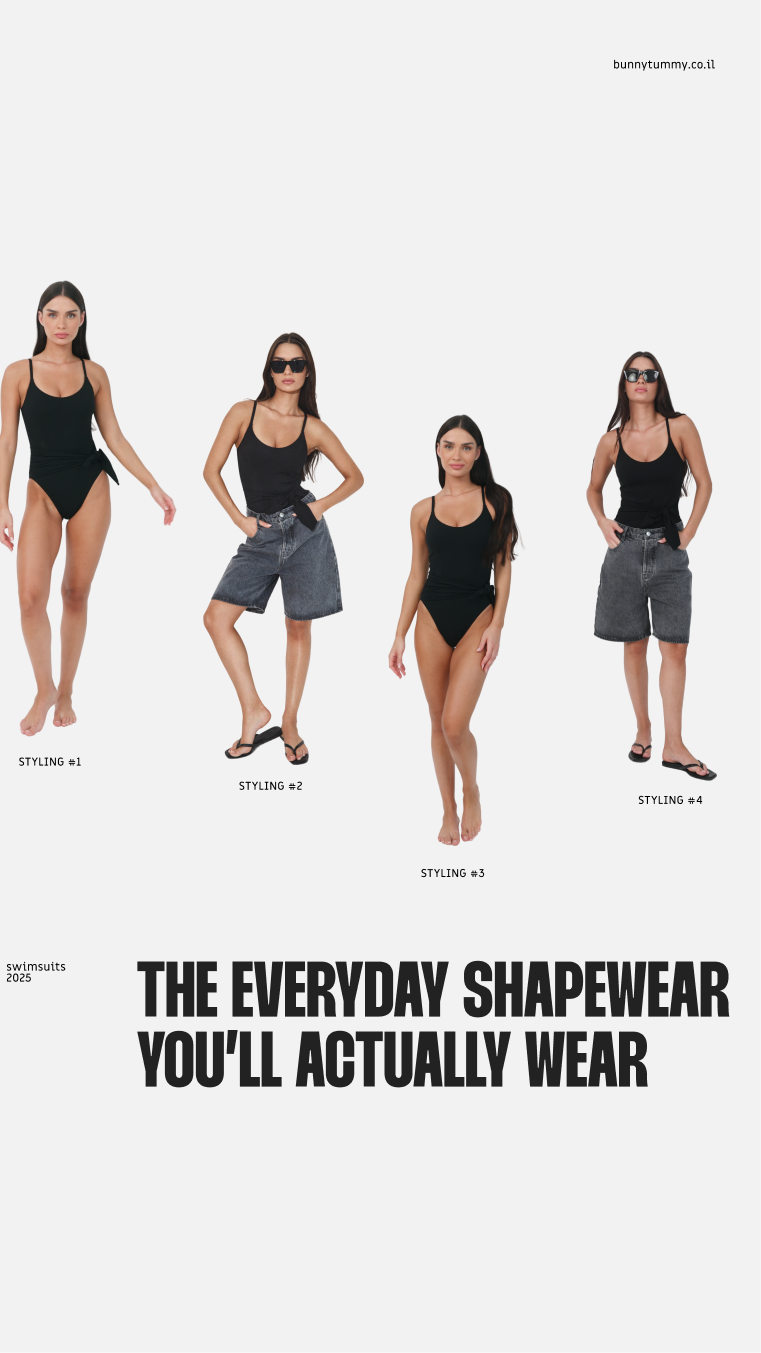 bunnytummy.co.il
STYLING #1
STYLING #2
STYLING #4
STYLING #3
swimsuits
2025
THE EVERYDAY SHAPEWEAR
YOU'LL ACTUALLY WEAR